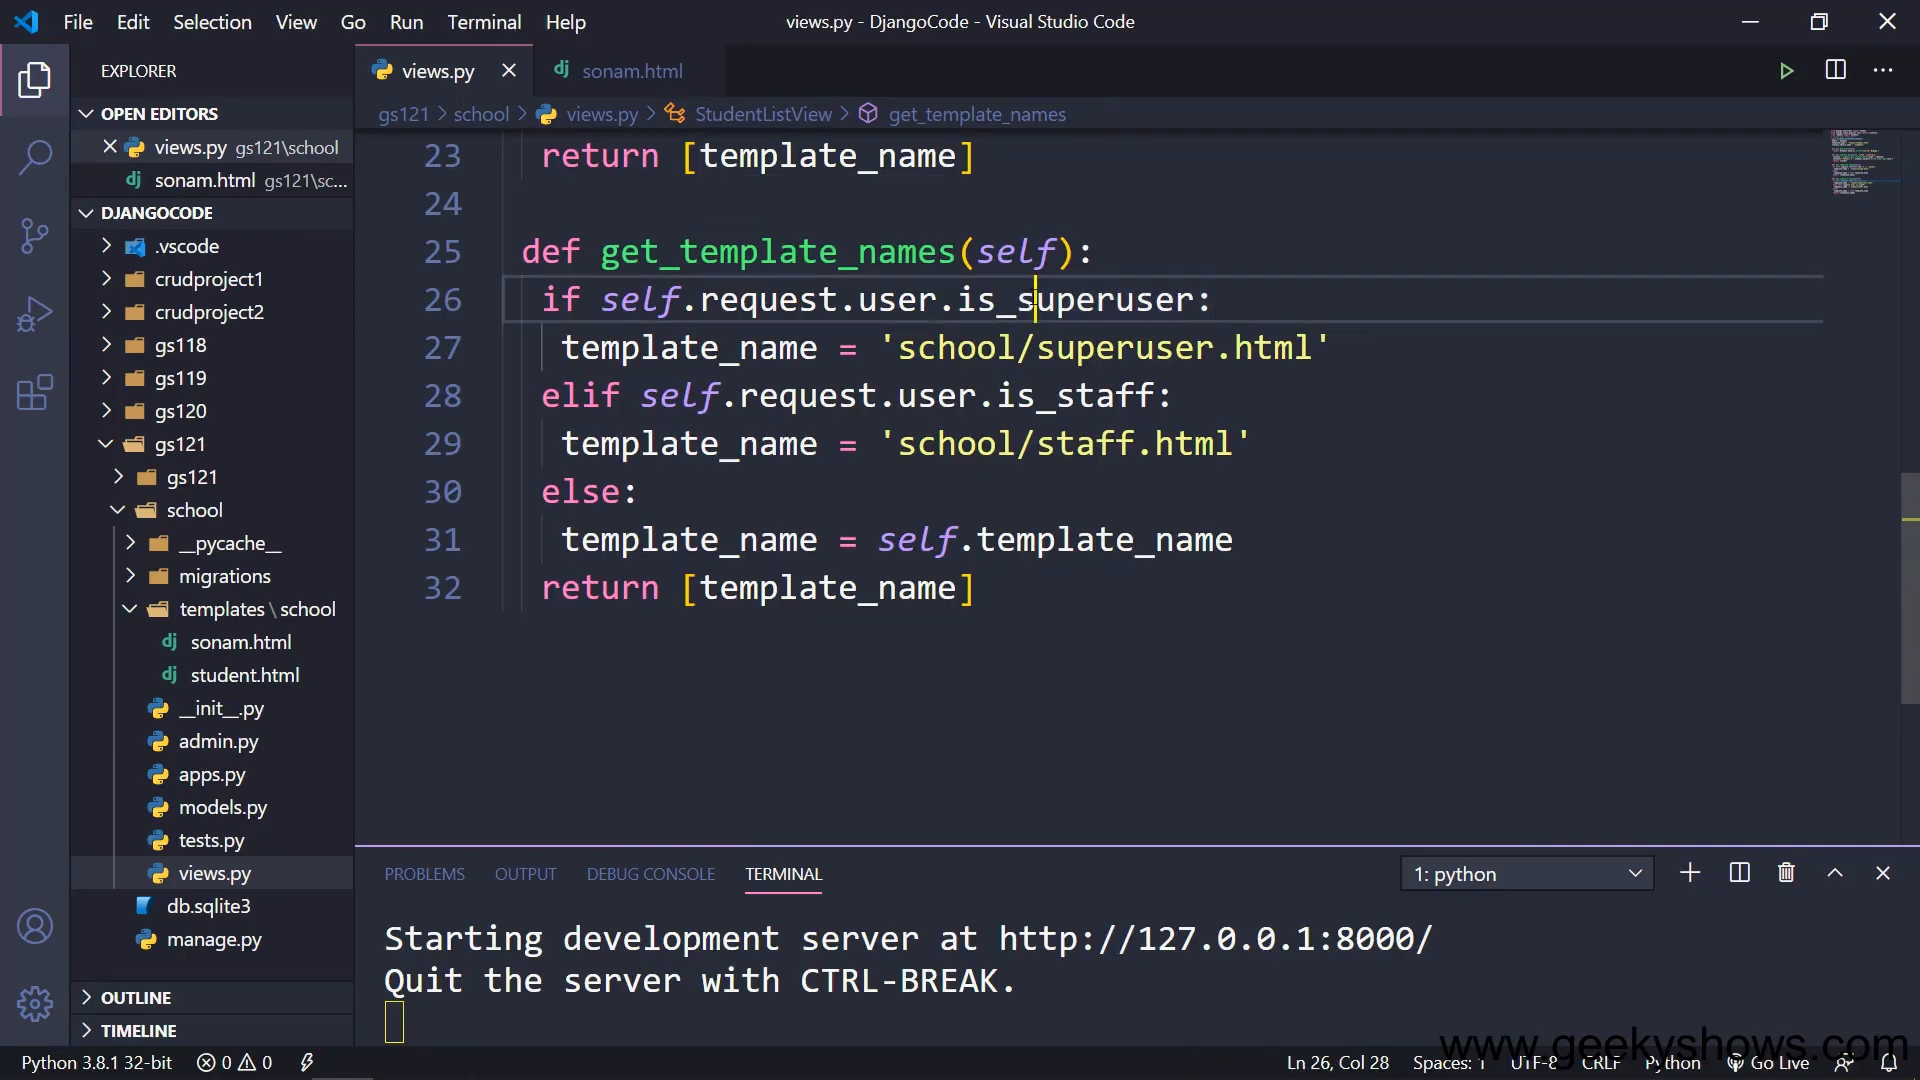 File Edit Selection View Go Run Terminal Help
views.py - DjangoCode - Visual Studio Code
EXPLORER
OPEN EDITORS
views.py gs121\school
sonam.html gs121\sc...
DJANGOCODE
.vscode
crudproject1
crudproject2
gs118
gs119
gs120
gs121
gs121
school
__pycache__
migrations
templates\school
sonam.html
student.html
__init__.py
admin.py
apps.py
models.py
tests.py
views.py
db.sqlite3
manage.py
OUTLINE
TIMELINE
views.py
sonam.html
gs121 > school > views.py > StudentListView > get_template_names
23 return [template_name]
24
25 def get_template_names(self):
26 if self.request.user.is_superuser:
27 template_name = 'school/superuser.html'
28 elif self.request.user.is_staff:
29 template_name = 'school/staff.html'
30 else:
31 template_name = self.template_name
32 return [template_name]
PROBLEMS OUTPUT DEBUG CONSOLE TERMINAL
1: python
Starting development server at http://127.0.0.1:8000/
Quit the server with CTRL-BREAK.
www.geekyshows.com
Python 3.8.1 32-bit 0 0
Ln 26, Col 28 Spaces: 1 UTF-8 CRLF Python Go Live